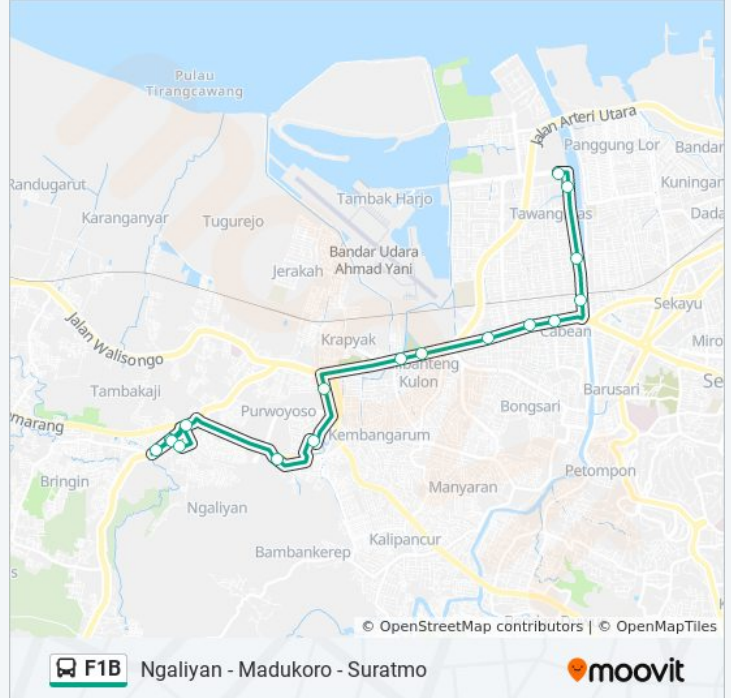 Pulau
Tirangcawang
Jalan Arteri Utara
Panggung Lor
Bandar
Randugarut
Tambak Harjo
Kuningan
Karanganyar
Tugurejo
Dada
Bandar Udara
Ahmad Yani
Jerakah
Sekayu
Jalan Walisongo
Krapyak
Cabean
Miro
Kulon
Tambakaji
Barusari
Se
Purwoyoso
Bongsari
marang
Kembangarum
Petompon
Bringin
Manyaran
Ngaliyan
Kalipancur
Bambankerep
s
© OpenStreetMap contributors | © OpenMapTiles
F1B
Ngaliyan - Madukoro - Suratmo
moovit